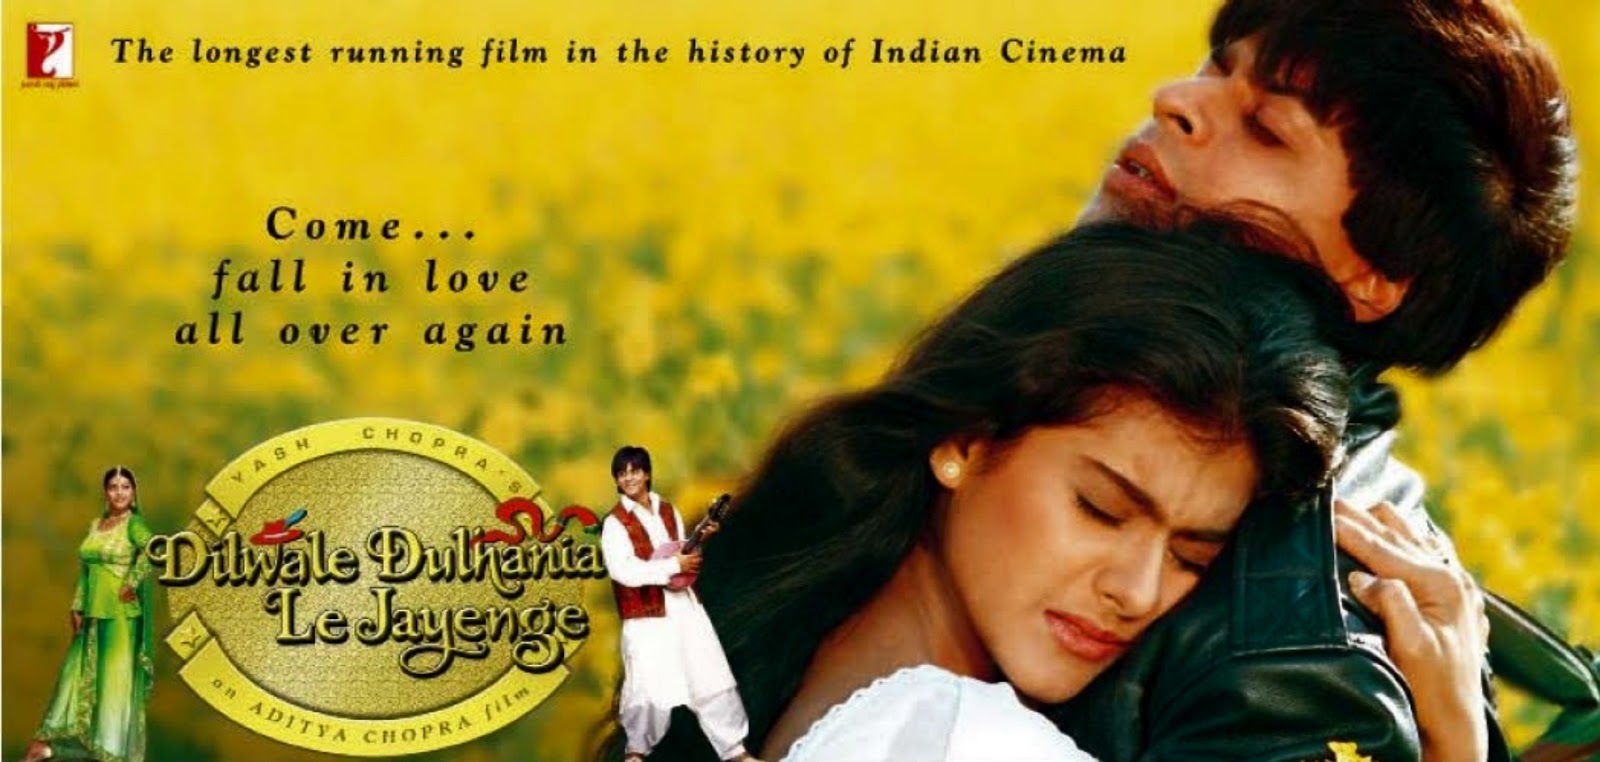 The longest running film in the history of Indian Cinema
Come...
fall in love
all over again
YASH CHOPRA'S
Dilwale Dulhania
Le Jayenge
an ADITYA CHOPRA film